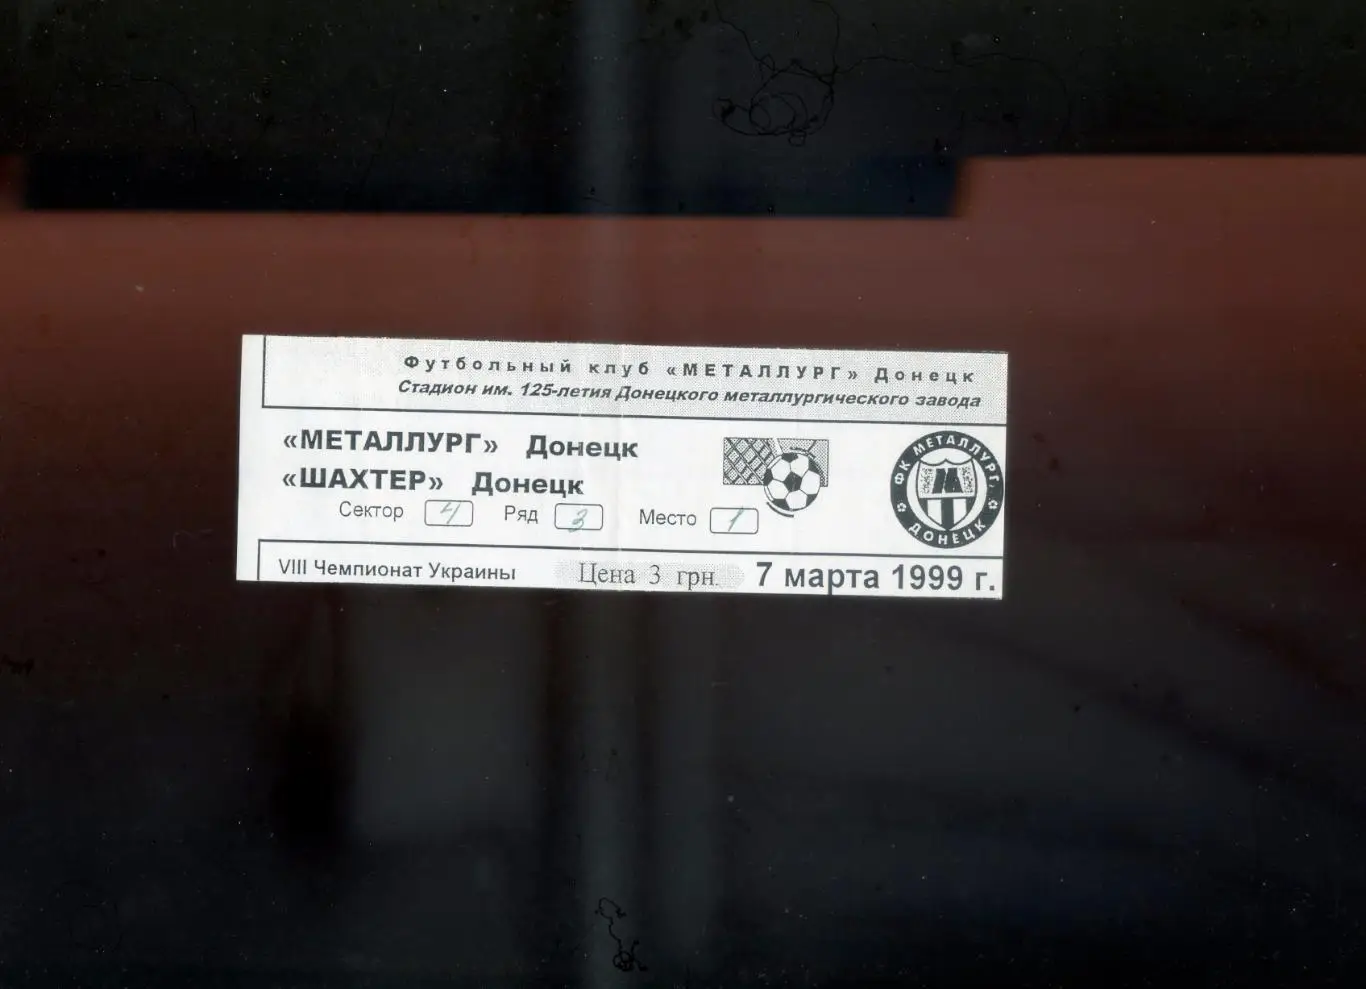 Футбольный клуб «МЕТАЛЛУРГ» Донецк
Стадион им. 125-летия Донецкого металлургического завода
«МЕТАЛЛУРГ» Донецк
«ШАХТЕР» Донецк
Сектор 4 Ряд 3 Место 1
ФК МЕТАЛЛУРГ
М
ДОНЕЦК
VIII Чемпионат Украины Цена 3 грн. 7 марта 1999 г.